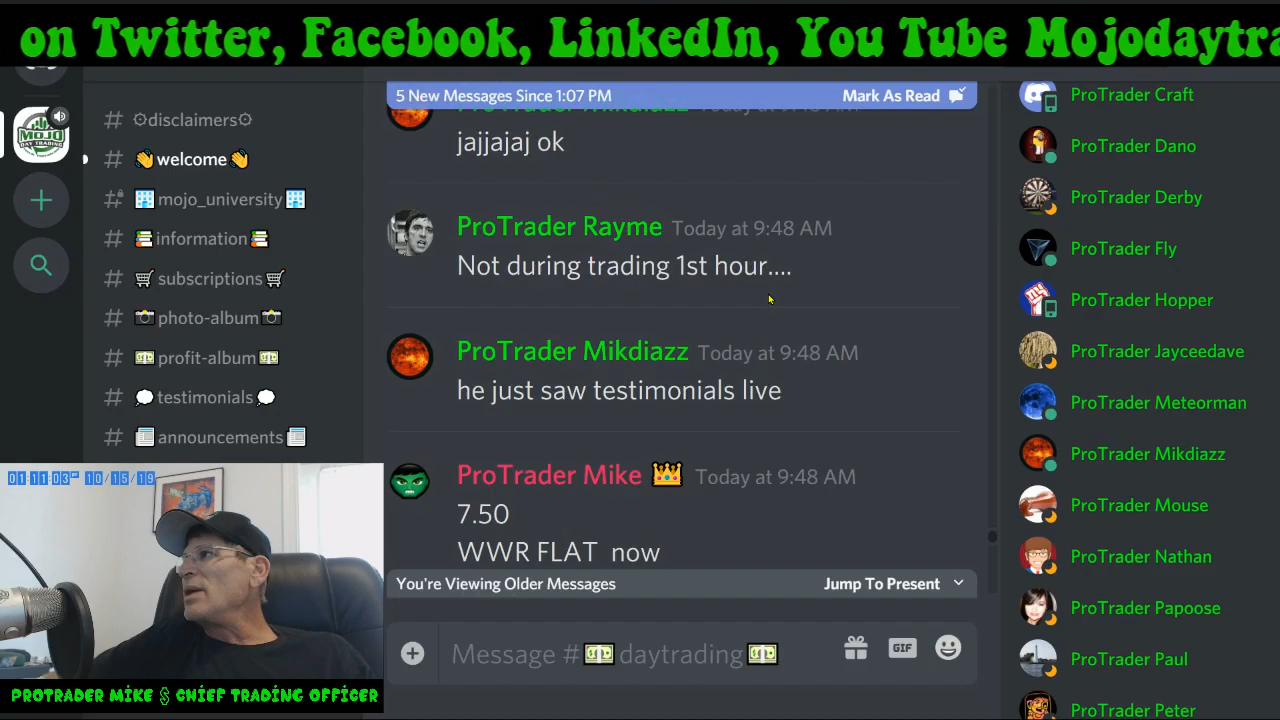 on Twitter, Facebook, LinkedIn, You Tube Mojodaytra
MOJO
DAY TRADING
# disclaimers
# welcome
# mojo_university
# information
# subscriptions
# photo-album
# profit-album
# testimonials
# announcements
5 New Messages Since 1:07 PM Mark As Read
jajjajaj ok
ProTrader Rayme Today at 9:48 AM
Not during trading 1st hour....
ProTrader Mikdiazz Today at 9:48 AM
he just saw testimonials live
ProTrader Mike Today at 9:48 AM
7.50
WWR FLAT now
You're Viewing Older Messages Jump To Present
Message # daytrading
GIF
ProTrader Craft
ProTrader Dano
ProTrader Derby
ProTrader Fly
ProTrader Hopper
ProTrader Jayceedave
ProTrader Meteorman
ProTrader Mikdiazz
ProTrader Mouse
ProTrader Nathan
ProTrader Papoose
ProTrader Paul
ProTrader Peter
01:11:03 PM 10/15/19
PROTRADER MIKE $ CHIEF TRADING OFFICER